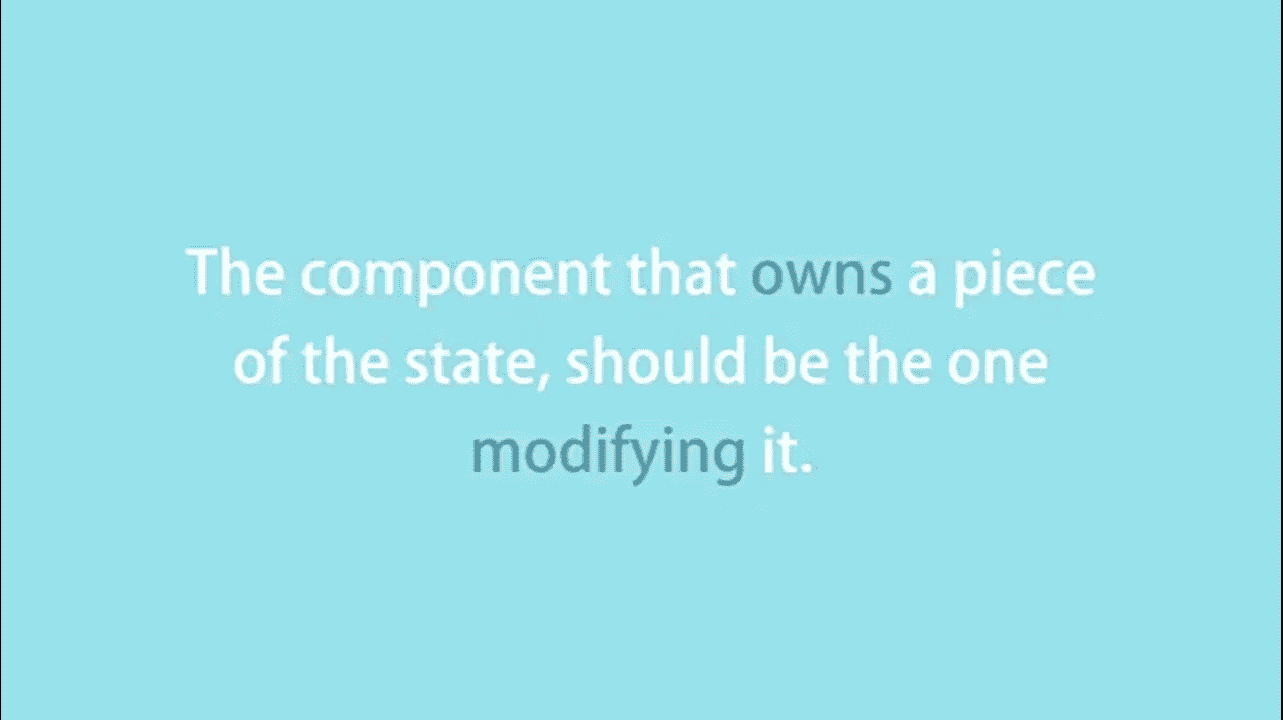 The component that owns a piece
of the state, should be the one
modifying it.